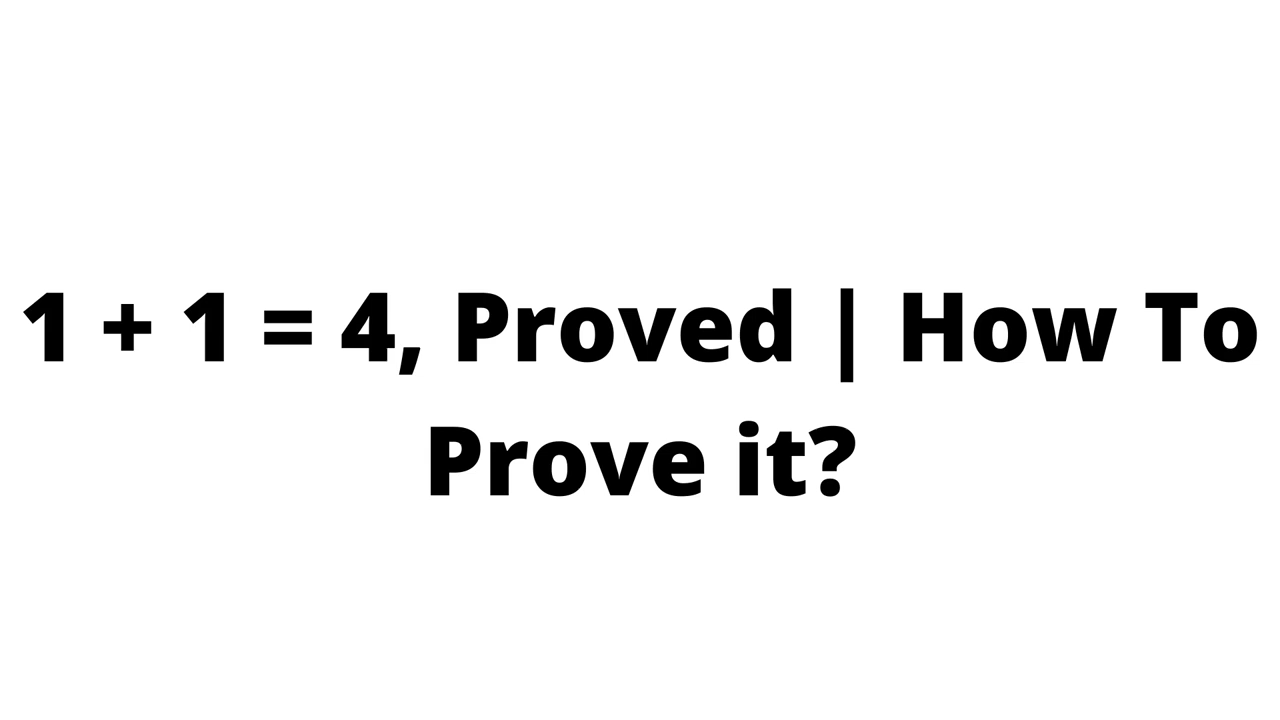 1 + 1 = 4, Proved | How To
Prove it?